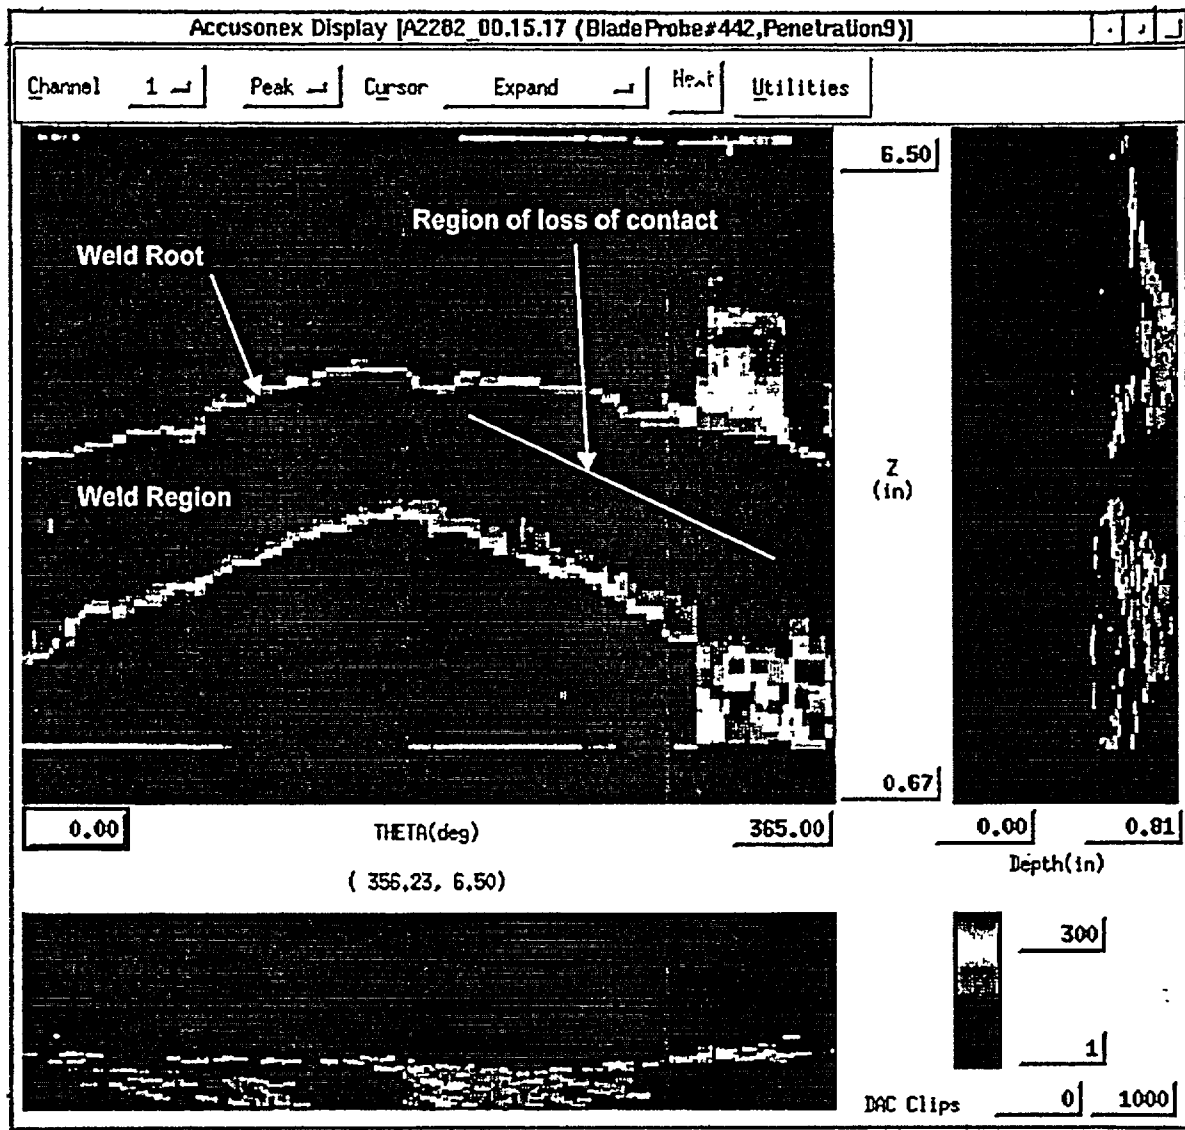 Accusonex Display [A2282_00.15.17 (BladeProbe#442,Penetration9)]
Channel 1 Peak Cursor Expand Utilities
6.50
Region of loss of contact
Weld Root
Z
(in)
Weld Region
0.67
0.00 THETA(deg) 365.00 0.00 0.81
Depth(in)
( 356.23, 6.50)
300
1
DAC Clips 0 1000